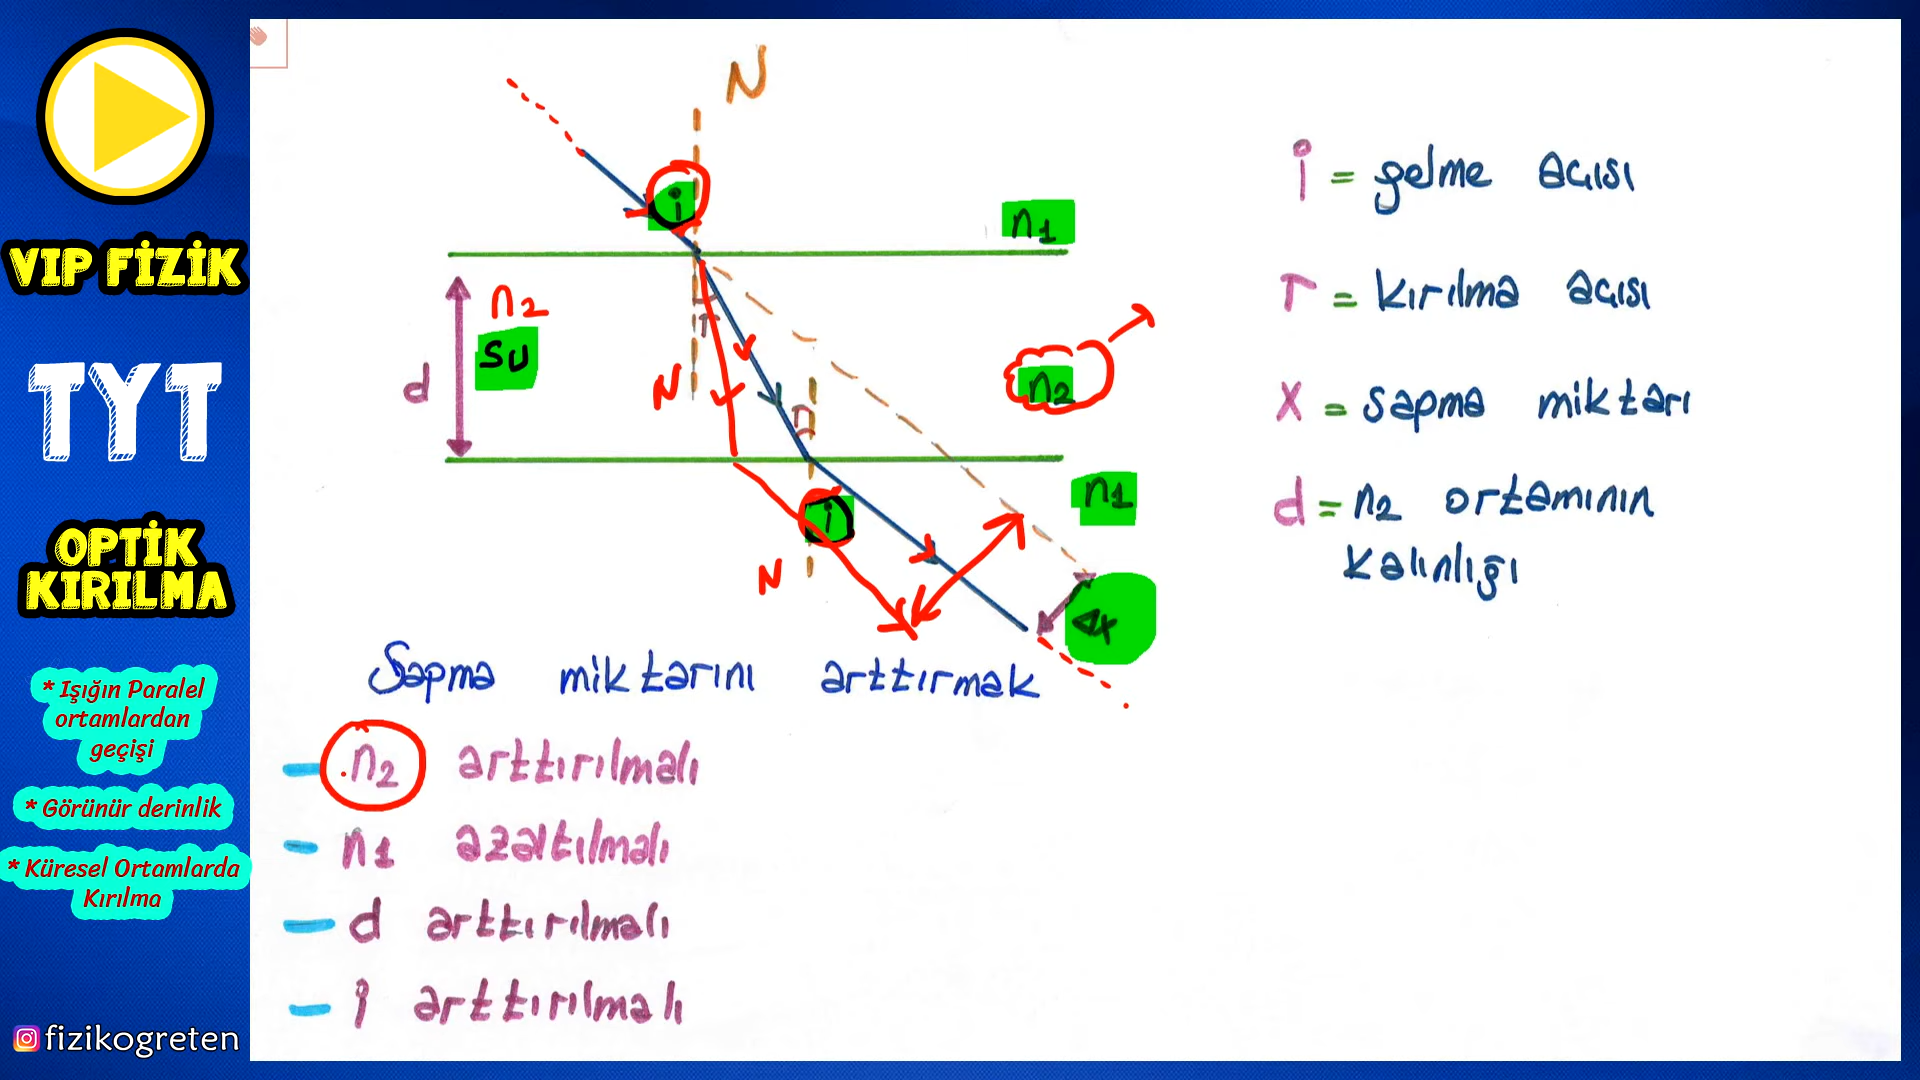 VIP FİZİK
TYT
OPTİK
KIRILMA
* Işığın Paralel
ortamlardan
geçişi
* Görünür derinlik
* Küresel Ortamlarda
Kırılma
fizikogreten
N
i
n1
n2
su
d
r
N
r
n2
n1
i
N
Δx
i = gelme açısı
r = kırılma açısı
x = sapma miktarı
d = n2 ortamının
kalınlığı
Sapma miktarını arttırmak
- n2 arttırılmalı
- n1 azaltılmalı
- d arttırılmalı
- i arttırılmalı